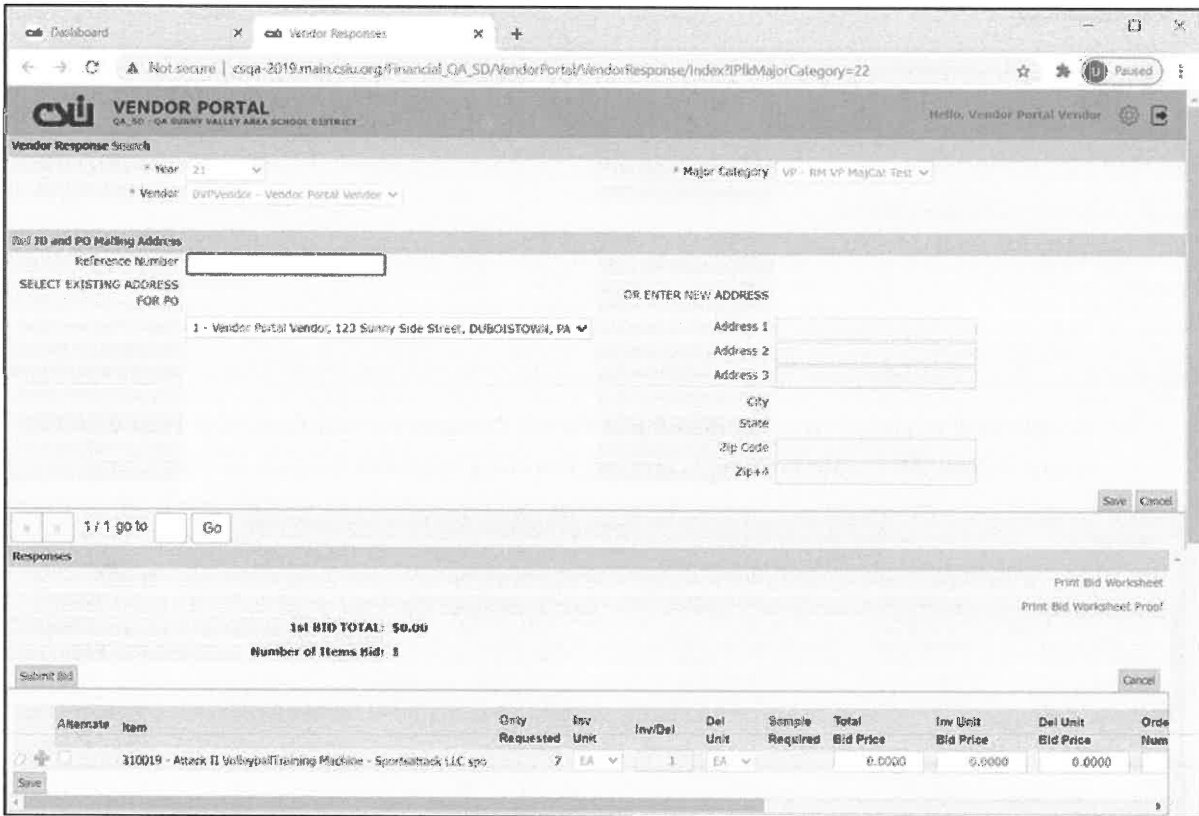 csiu Dashboard × csiu Vendor Responses × +
Not secure | csqa-2019.main.csiu.org/Financial_QA_SD/VendorPortal/VendorResponse/Index?IPfkMajorCategory=22 Paused
csiu VENDOR PORTAL
QA_SD - QA SUNNY VALLEY AREA SCHOOL DISTRICT
Hello, Vendor Portal Vendor
Vendor Response Search
* Year 21 * Major Category VP - RM VP MajCat Test
* Vendor DVPVendor - Vendor Portal Vendor
Ref ID and PO Mailing Address
Reference Number
SELECT EXISTING ADDRESS
FOR PO
OR ENTER NEW ADDRESS
1 - Vendor Portal Vendor, 123 Sunny Side Street, DUBOISTOWN, PA
Address 1
Address 2
Address 3
City
State
Zip Code
Zip+4
Save Cancel
« » 1 / 1 go to Go
Responses
Print Bid Worksheet
Print Bid Worksheet Proof
1st BID TOTAL: $0.00
Number of Items Bid: 1
Submit Bid Cancel
Alternate Item Qnty Requested Inv Unit Inv/Del Del Unit Sample Required Total Bid Price Inv Unit Bid Price Del Unit Bid Price Orde Num
310019 - Attack II VolleyballTraining Machine - Sportsattack LLC spo 7 EA 1 EA 0.0000 0.0000 0.0000
Save